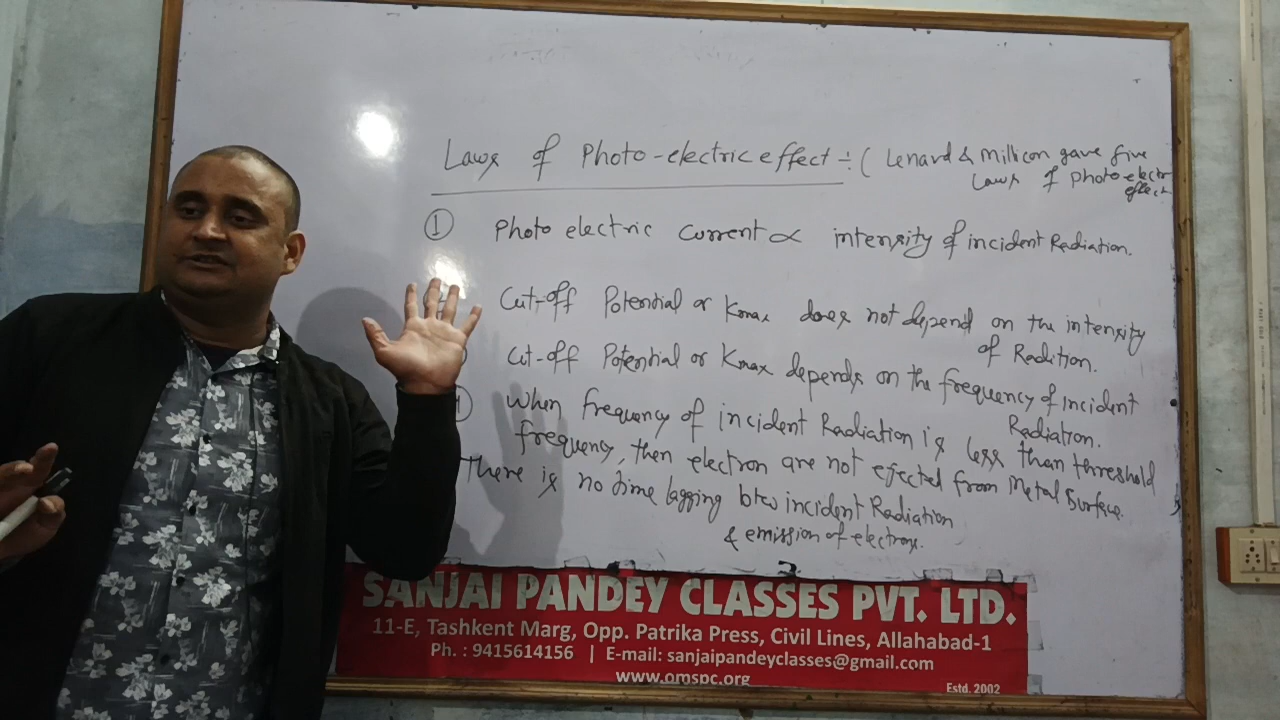 Laws of Photo-electric effect :- ( Lenard & Millicon gave five
Laws of photo-electr
effect
① Photo electric current ∝ intensity of incident Radiation.
Cut-off Potential or Kmax does not depend on the intensity
of Radition.
Cut-off Potential or Kmax depends on the frequency of incident
Radiation.
When frequency of incident Radiation is less than threshold
frequency, then electron are not ejected from Metal Surface.
There is no time lagging btw incident Radiation
& emission of electrons.
SANJAI PANDEY CLASSES PVT. LTD.
11-E, Tashkent Marg, Opp. Patrika Press, Civil Lines, Allahabad-1
Ph. : 9415614156 | E-mail: sanjaipandeyclasses@gmail.com
www.omspc.org
Estd. 2002